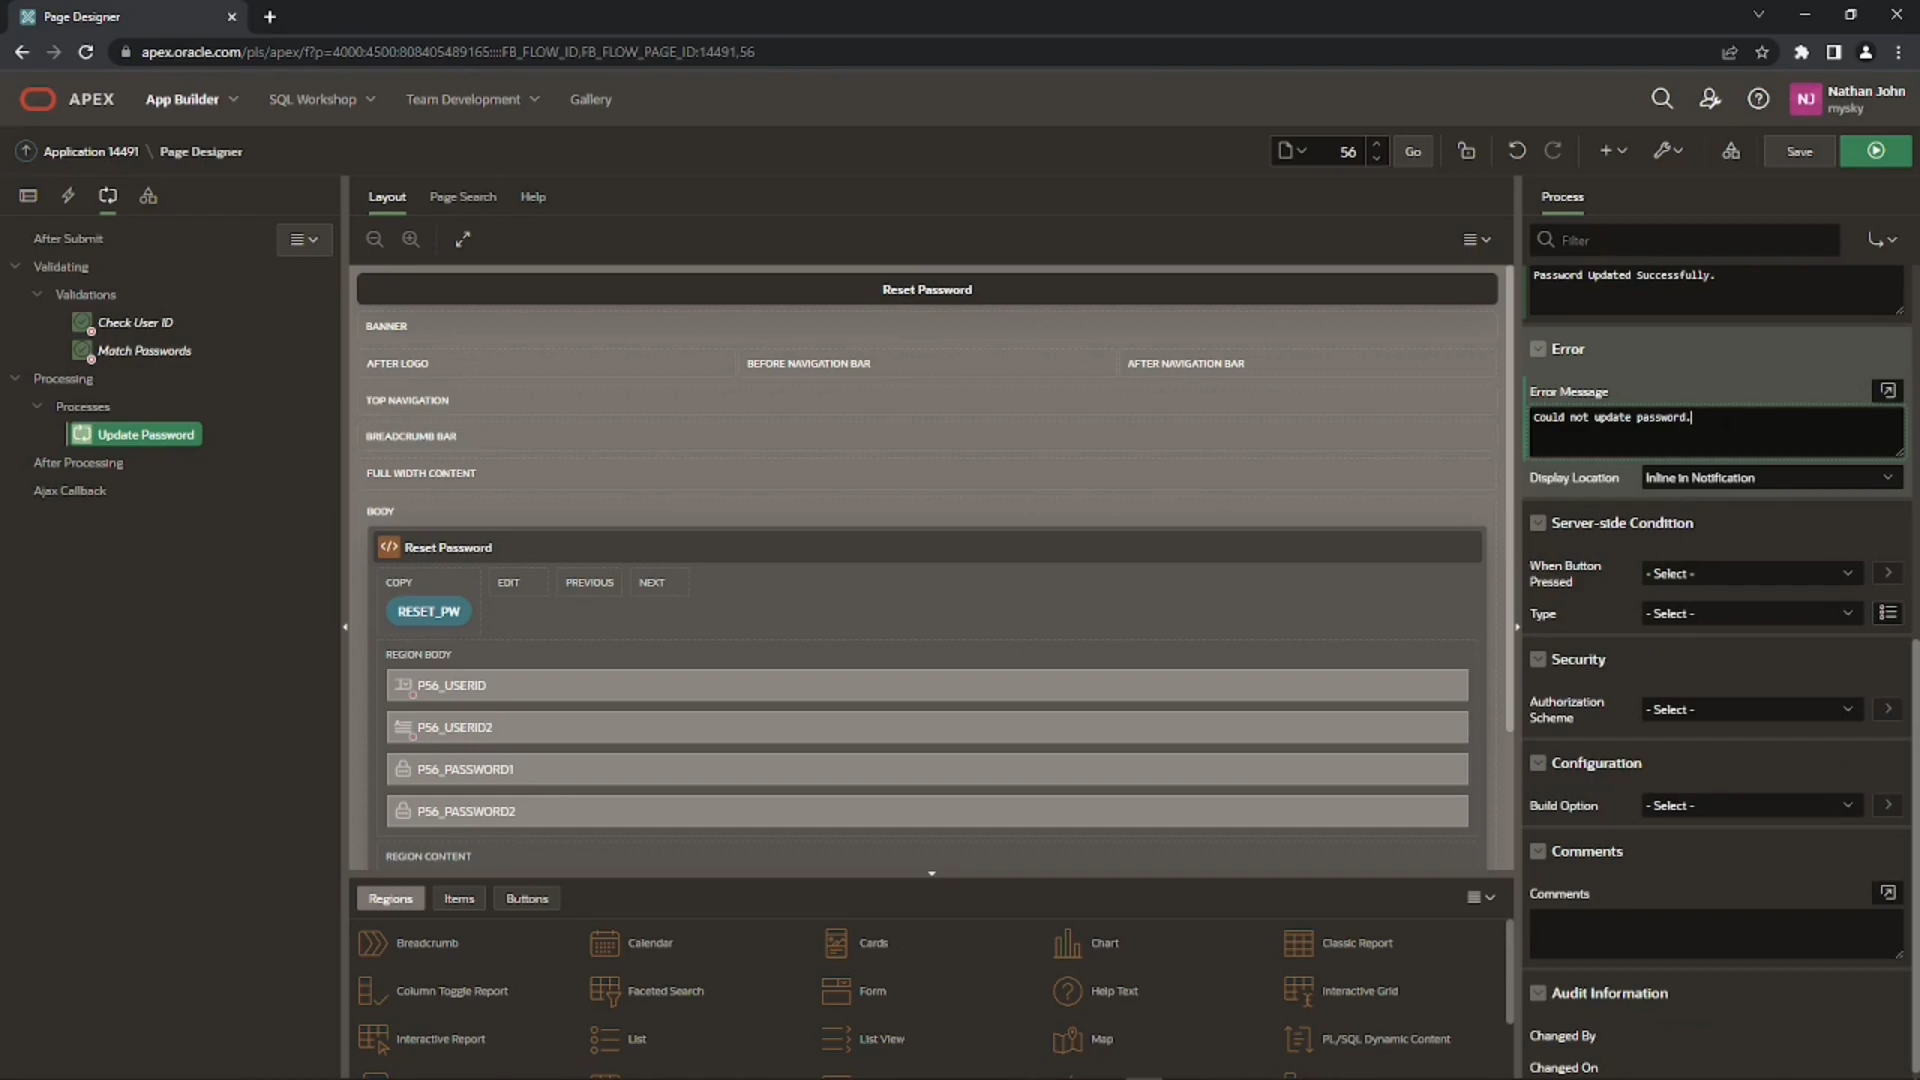 Page Designer
apex.oracle.com/pls/apex/f?p=4000:4500:808405489165::::FB_FLOW_ID,FB_FLOW_PAGE_ID:14491,56
APEX
App Builder
SQL Workshop
Team Development
Gallery
NJ
Nathan John
mysky
Application 14491 \ Page Designer
56
Go
Save
Layout
Page Search
Help
Process
After Submit
Validating
Validations
Check User ID
Match Passwords
Processing
Processes
Update Password
After Processing
Ajax Callback
Reset Password
BANNER
AFTER LOGO
BEFORE NAVIGATION BAR
AFTER NAVIGATION BAR
TOP NAVIGATION
BREADCRUMB BAR
FULL WIDTH CONTENT
BODY
Reset Password
COPY
EDIT
PREVIOUS
NEXT
RESET_PW
REGION BODY
P56_USERID
P56_USERID2
P56_PASSWORD1
P56_PASSWORD2
REGION CONTENT
Regions
Items
Buttons
Breadcrumb
Calendar
Cards
Chart
Classic Report
Column Toggle Report
Faceted Search
Form
Help Text
Interactive Grid
Interactive Report
List
List View
Map
PL/SQL Dynamic Content
Filter
Password Updated Successfully.
Error
Error Message
Could not update password.
Display Location
Inline in Notification
Server-side Condition
When Button
Pressed
- Select -
Type
- Select -
Security
Authorization
Scheme
- Select -
Configuration
Build Option
- Select -
Comments
Comments
Audit Information
Changed By
Changed On